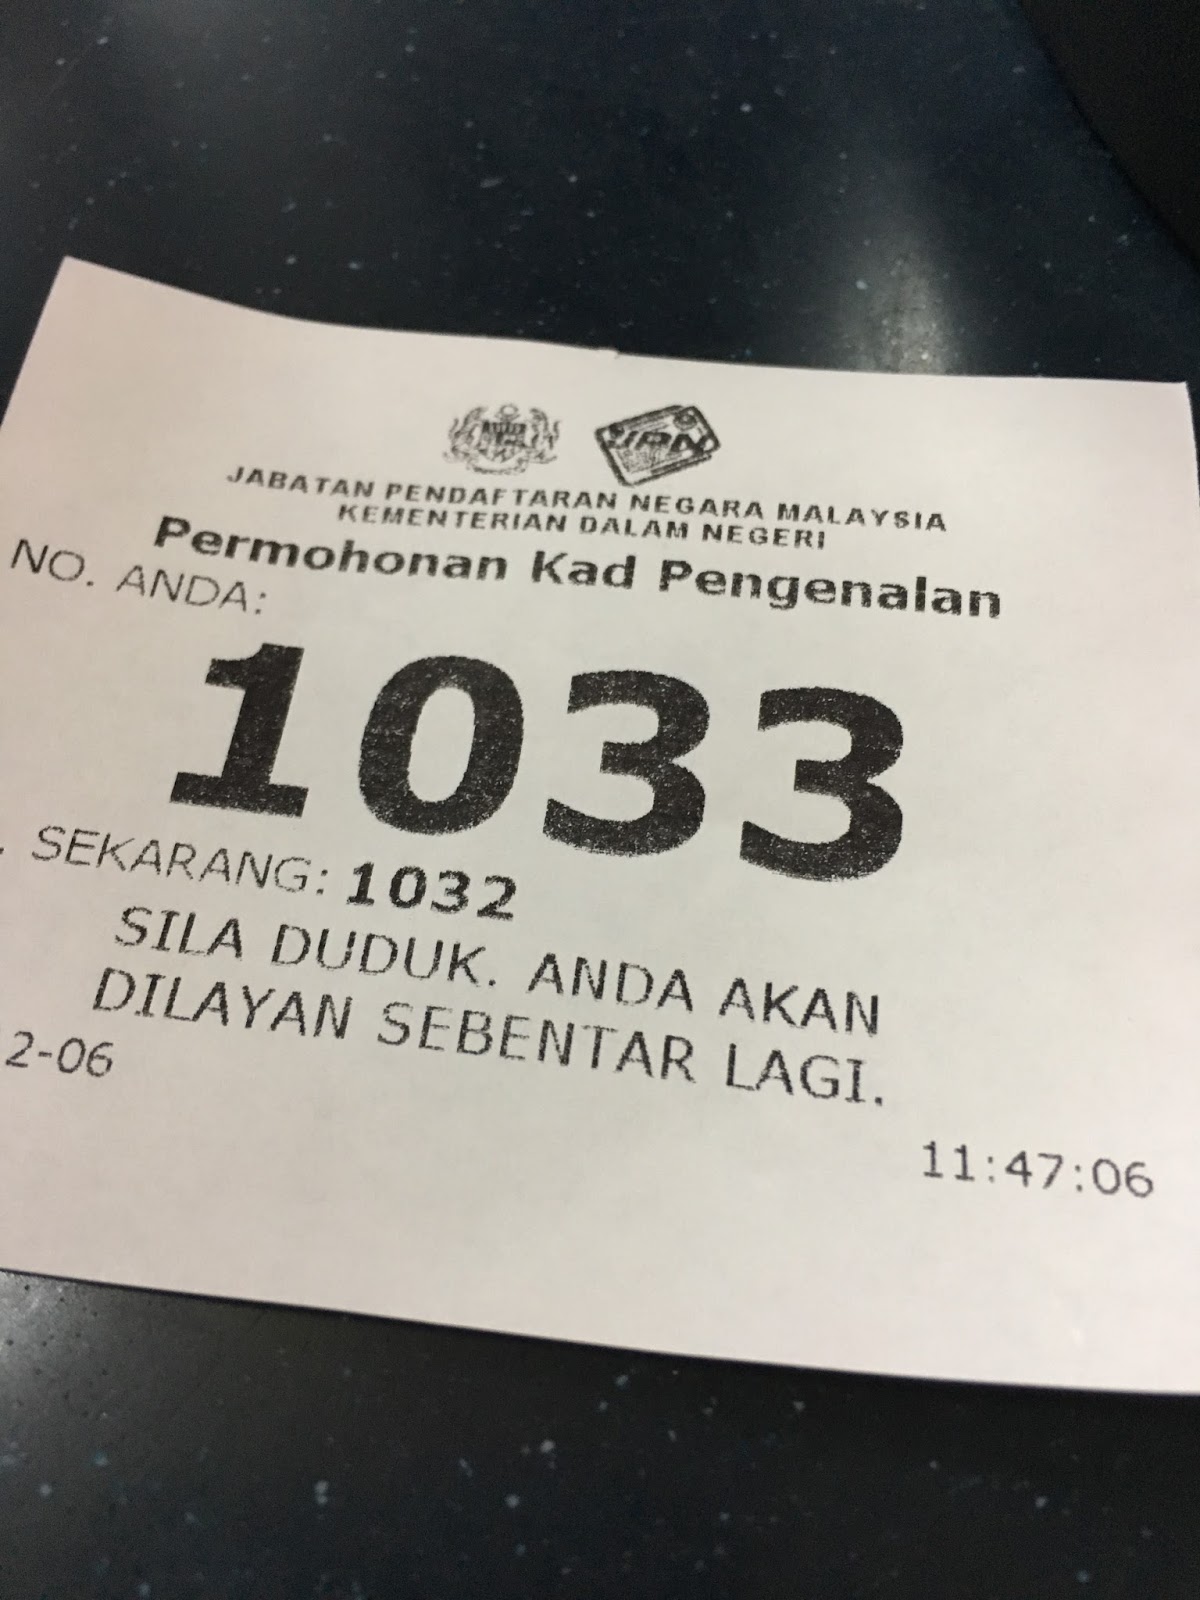 JPN
JABATAN PENDAFTARAN NEGARA MALAYSIA
KEMENTERIAN DALAM NEGERI
Permohonan Kad Pengenalan
NO. ANDA:
1033
. SEKARANG: 1032
SILA DUDUK. ANDA AKAN
DILAYAN SEBENTAR LAGI.
2-06
11:47:06